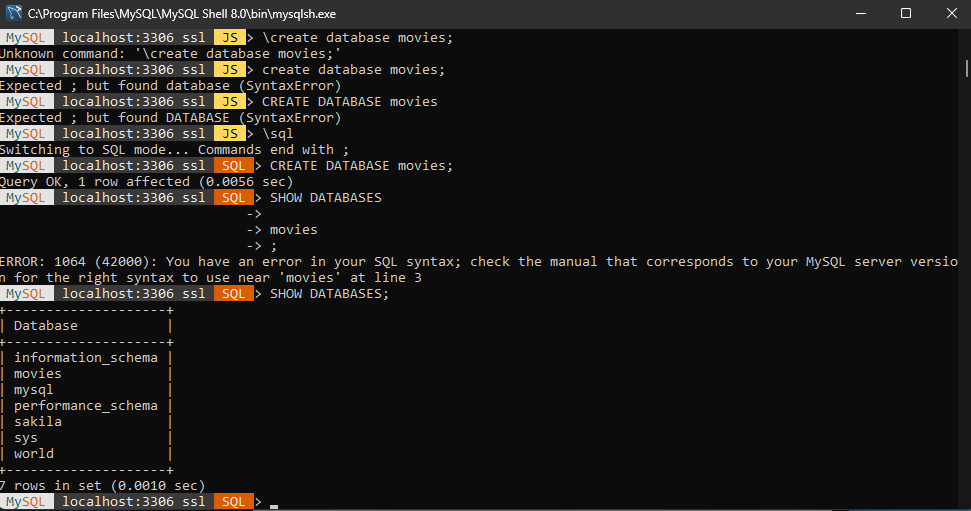 C:\Program Files\MySQL\MySQL Shell 8.0\bin\mysqlsh.exe
MySQL localhost:3306 ssl JS > \create database movies;
Unknown command: '\create database movies;'
MySQL localhost:3306 ssl JS > create database movies;
Expected ; but found database (SyntaxError)
MySQL localhost:3306 ssl JS > CREATE DATABASE movies
Expected ; but found DATABASE (SyntaxError)
MySQL localhost:3306 ssl JS > \sql
Switching to SQL mode... Commands end with ;
MySQL localhost:3306 ssl SQL > CREATE DATABASE movies;
Query OK, 1 row affected (0.0056 sec)
MySQL localhost:3306 ssl SQL > SHOW DATABASES
->
-> movies
-> ;
ERROR: 1064 (42000): You have an error in your SQL syntax; check the manual that corresponds to your MySQL server versio
n for the right syntax to use near 'movies' at line 3
MySQL localhost:3306 ssl SQL > SHOW DATABASES;
+--------------------+
| Database           |
+--------------------+
| information_schema |
| movies             |
| mysql              |
| performance_schema |
| sakila             |
| sys                |
| world              |
+--------------------+
7 rows in set (0.0010 sec)
MySQL localhost:3306 ssl SQL > _